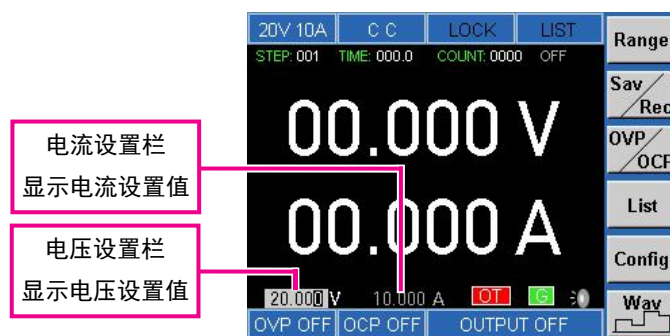 20V 10A CC LOCK LIST
STEP: 001 TIME: 000.0 COUNT: 0000 OFF
00.000 V
00.000 A
20.000 V 10.000 A OT G
OVP OFF OCP OFF OUTPUT OFF
Range
Sav
Rec
OVP
OCP
List
Config
Wav
电流设置栏
显示电流设置值
电压设置栏
显示电压设置值